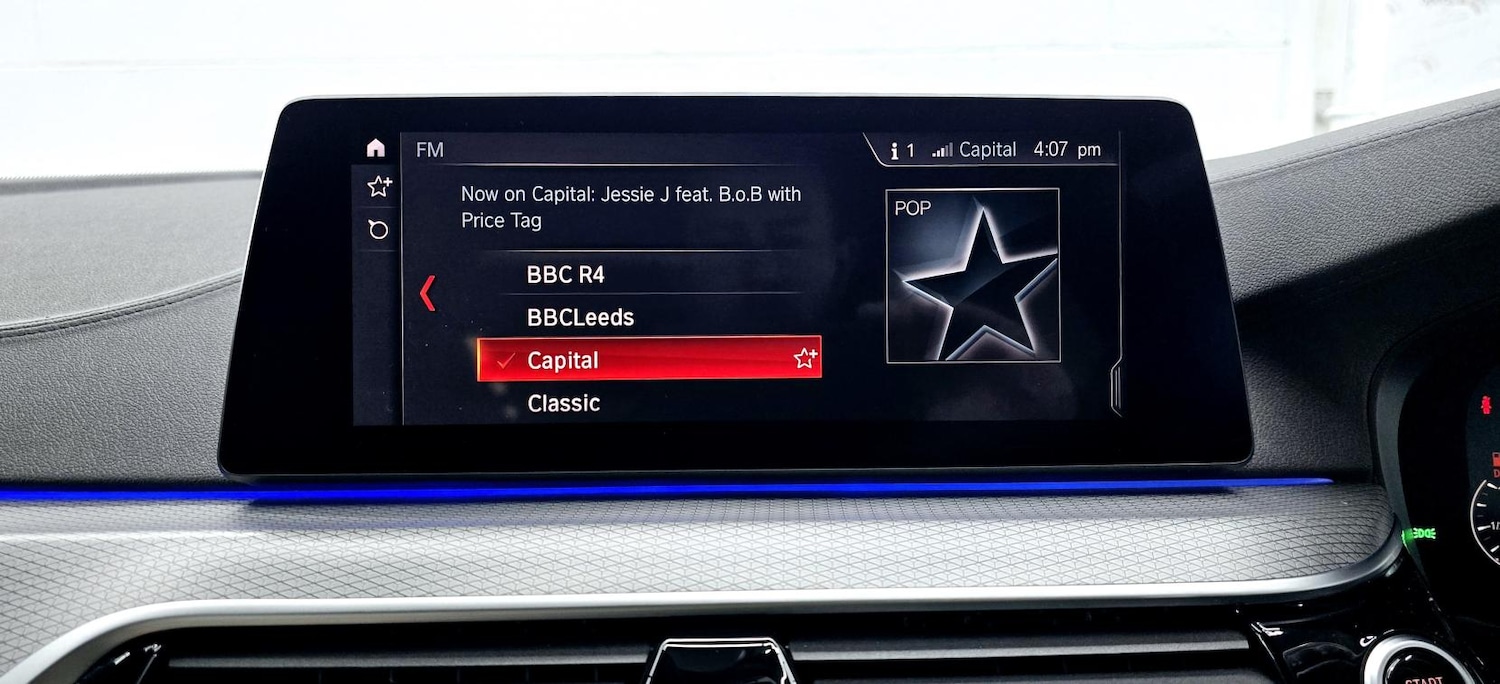 FM
i 1 Capital 4:07 pm
Now on Capital: Jessie J feat. B.o.B with
Price Tag
POP
BBC R4
BBCLeeds
Capital
Classic
START